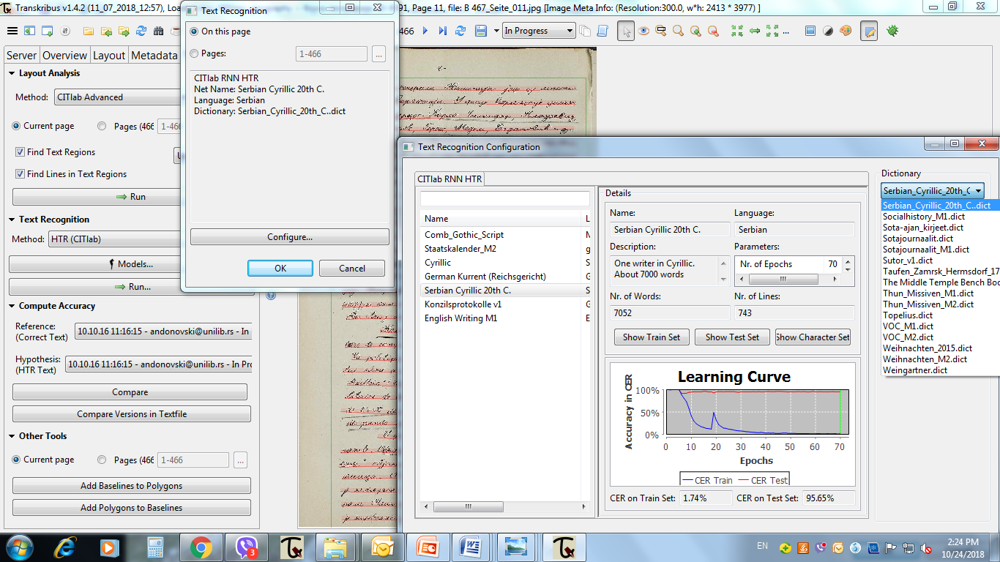 Transkribus v1.4.2 (11_07_2018_12:57), Loa
91, Page 11, file: B 467_Seite_011.jpg [Image Meta Info: (Resolution:300.0, w*h: 2413 * 3977) ]
466
In Progress
...
Server
Overview
Layout
Metadata
Layout Analysis
Method:
CITlab Advanced
Current page
Pages (466
1-466
Find Text Regions
Find Lines in Text Regions
Run
Text Recognition
Method:
HTR (CITlab)
Models...
Run...
Compute Accuracy
Reference:
(Correct Text)
10.10.16 11:16:15 - andonovski@unilib.rs - In
Hypothesis:
(HTR Text)
10.10.16 11:16:15 - andonovski@unilib.rs - In Pro
Compare
Compare Versions in Textfile
Other Tools
Current page
Pages (466
1-466
...
Add Baselines to Polygons
Add Polygons to Baselines
Text Recognition
On this page
Pages:
1-466
...
CITlab RNN HTR
Net Name: Serbian Cyrillic 20th C.
Language: Serbian
Dictionary: Serbian_Cyrillic_20th_C..dict
Configure...
OK
Cancel
Text Recognition Configuration
CITlab RNN HTR
Name
L
Comb_Gothic_Script
Staatskalender_M2
g
Cyrillic
S
German Kurrent (Reichsgericht)
G
Serbian Cyrillic 20th C.
S
Konzilsprotokolle v1
G
English Writing M1
E
Details
Name:
Language:
Serbian Cyrillic 20th C.
Serbian
Description:
Parameters:
One writer in Cyrillic.
About 7000 words
Nr. of Epochs
70
Nr. of Words:
Nr. of Lines:
7052
743
Show Train Set
Show Test Set
Show Character Set
Learning Curve
Accuracy in CER
100%
50%
0%
0 10 20 30 40 50 60 70
Epochs
CER Train
CER Test
CER on Train Set:
1.74%
CER on Test Set:
95.65%
Dictionary
Serbian_Cyrillic_20th_C
Serbian_Cyrillic_20th_C..dict
Socialhistory_M1.dict
Sota-ajan_kirjeet.dict
Sotajournaalit.dict
Sotajournaalit_M1.dict
Sutor_v1.dict
Taufen_Zamrsk_Hermsdorf_17
The Middle Temple Bench Boo
Thun_Missiven_M1.dict
Thun_Missiven_M2.dict
Topelius.dict
VOC_M1.dict
VOC_M2.dict
Weihnachten_2015.dict
Weihnachten_M2.dict
Weingartner.dict
3
EN
2:24 PM
10/24/2018